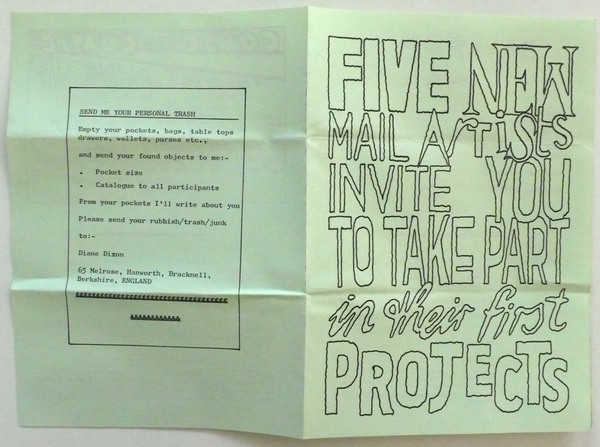 SEND ME YOUR PERSONAL TRASH
Empty your pockets, bags, table tops
drawers, wallets, purses etc.,
and send your found objects to me:-
. Pocket size
. Catalogue to all participants
From your pockets I'll write about you
Please send your rubbish/trash/junk
to:-
Diane Dixon
65 Melrose, Hanworth, Bracknell,
Berkshire, ENGLAND
FIVE NEW
MAIL ArTiSts
INVITE YOU
TO TAKE PART
in their first
PROJECTS